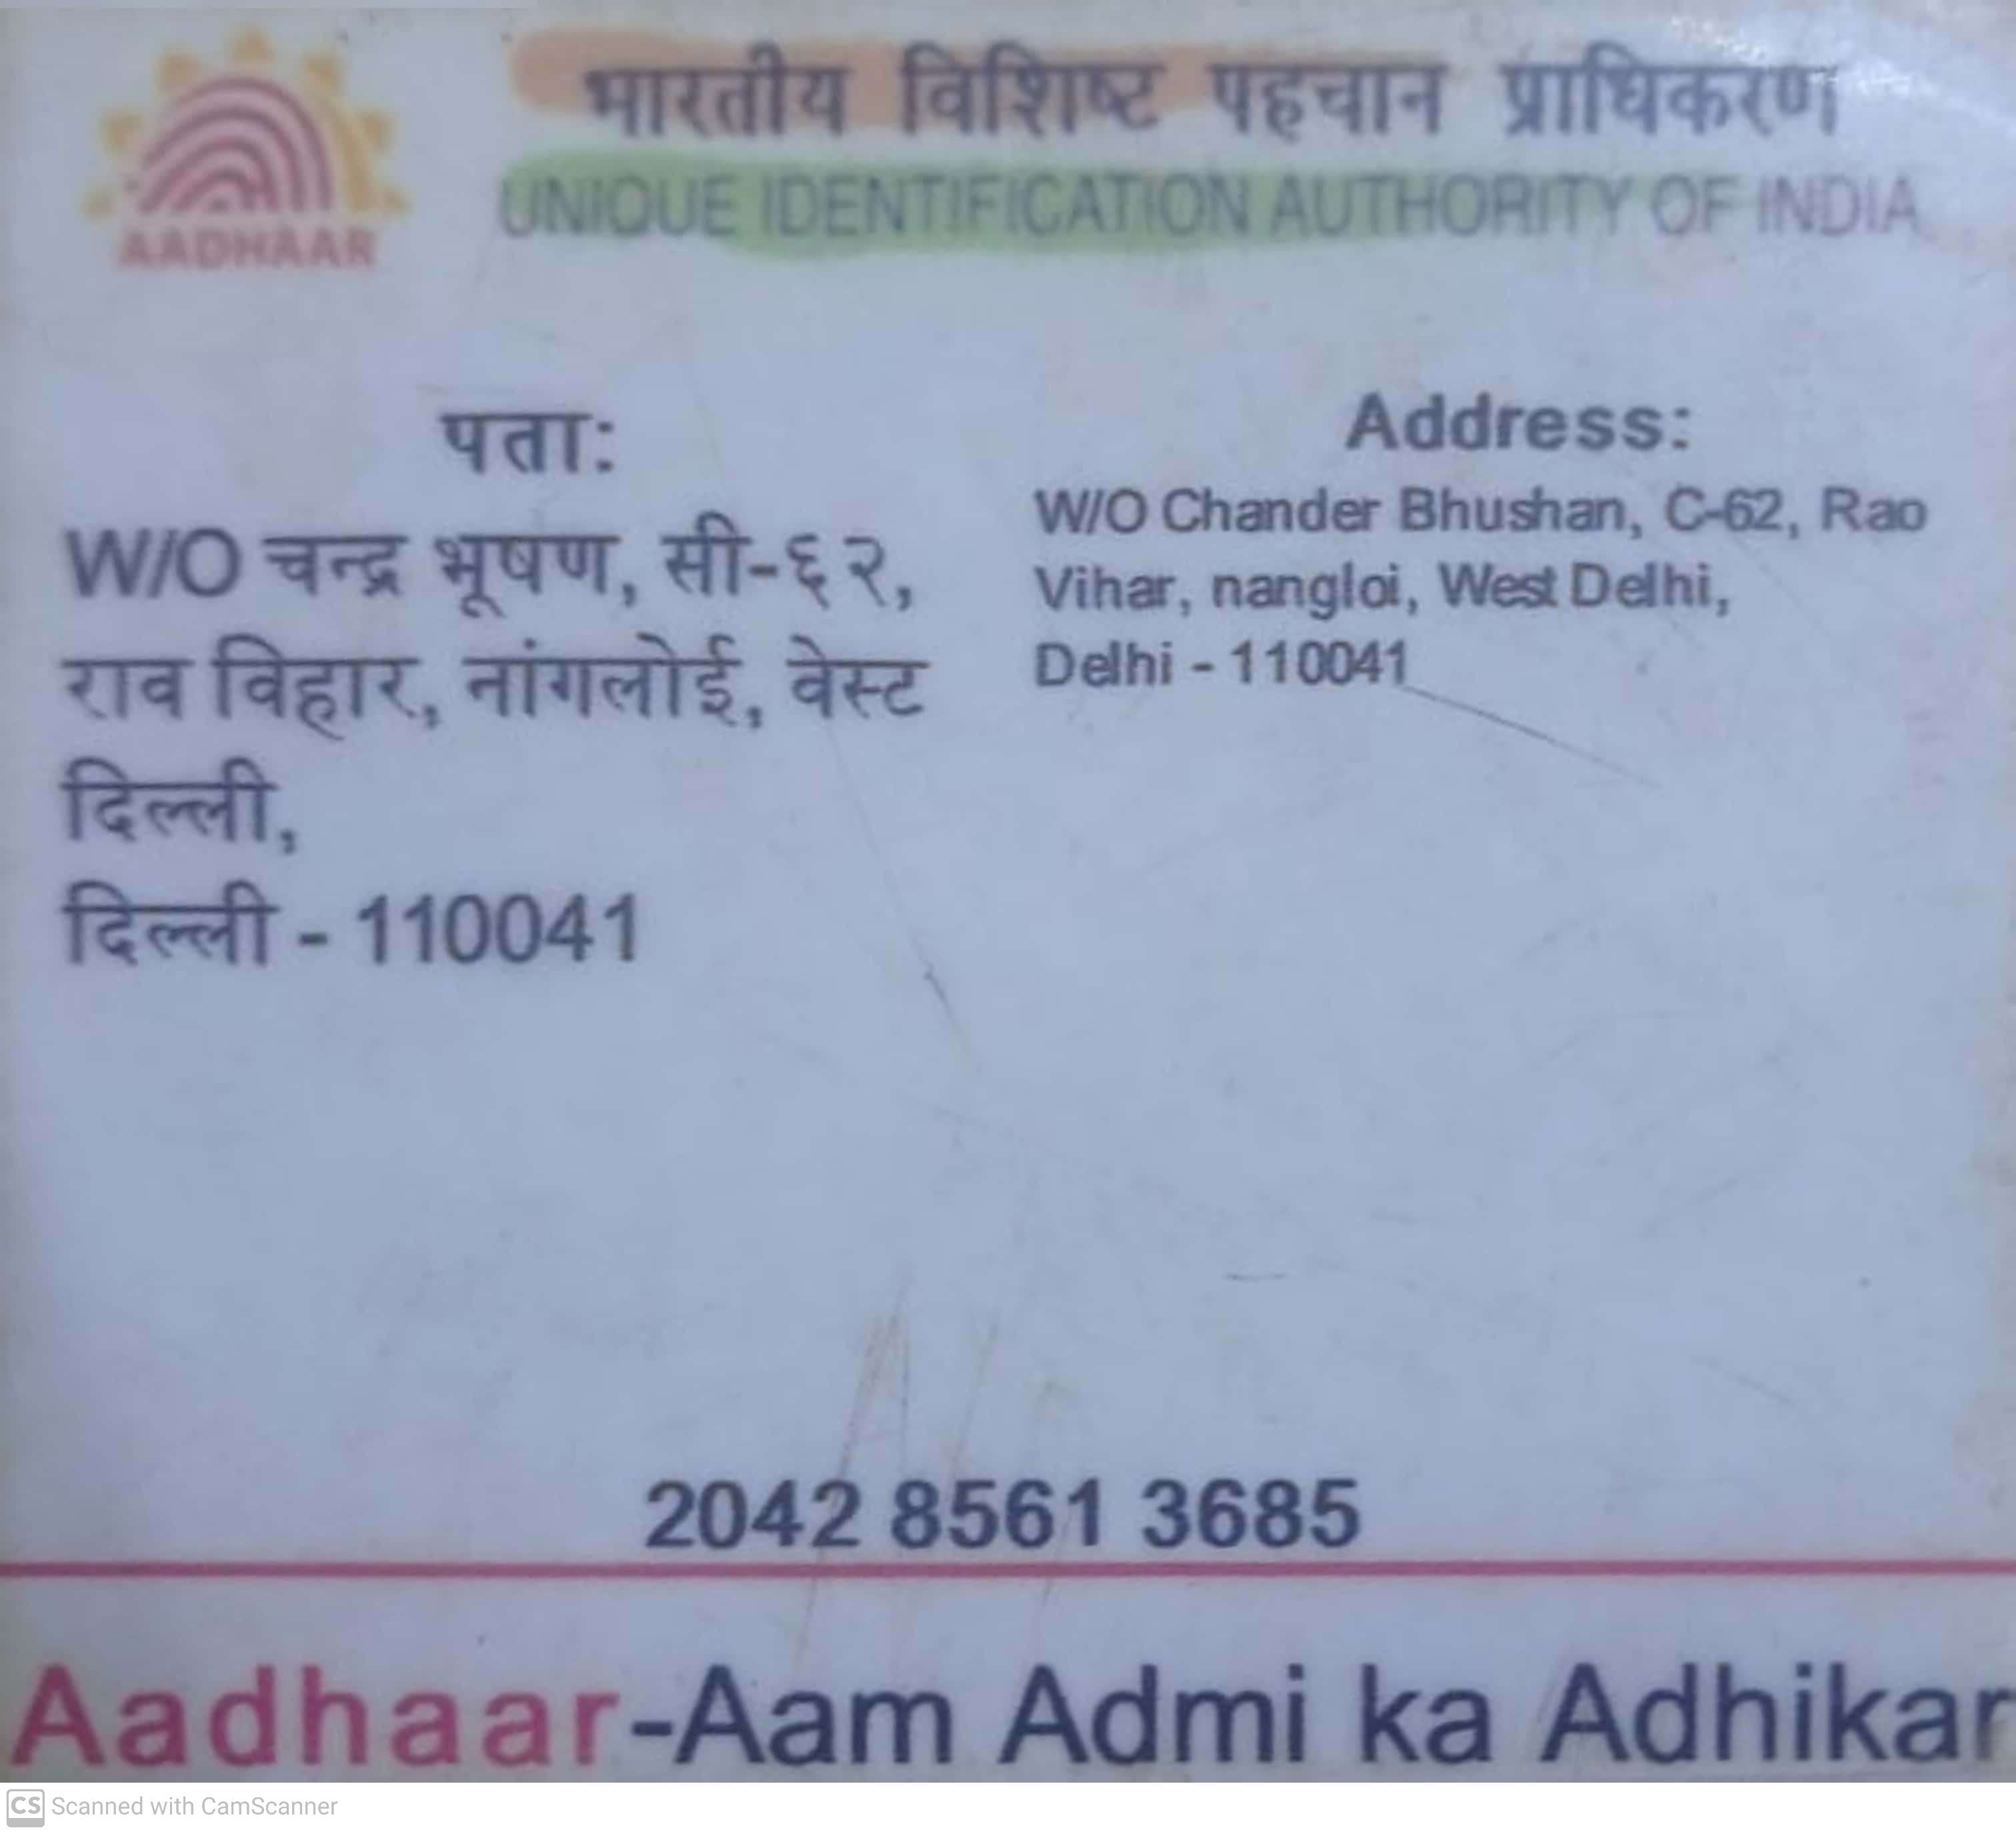 भारतीय विशिष्ट पहचान प्राधिकरण
UNIQUE IDENTIFICATION AUTHORITY OF INDIA
AADHAAR
पता:
W/O चन्द्र भूषण, सी-६२,
राव विहार, नांगलोई, वेस्ट
दिल्ली,
दिल्ली - 110041
Address:
W/O Chander Bhushan, C-62, Rao
Vihar, nangloi, West Delhi,
Delhi - 110041
2042 8561 3685
Aadhaar-Aam Admi ka Adhikar
CS Scanned with CamScanner